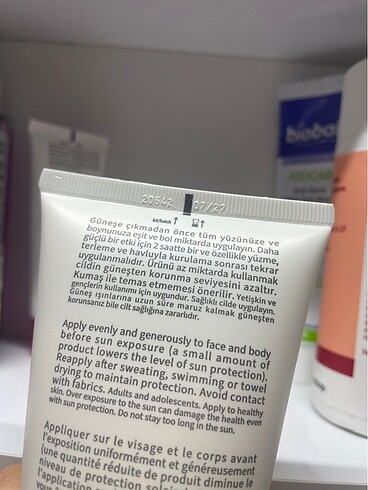 20542 07/27
lot/batch
Güneşe çıkmadan önce tüm yüzünüze ve
boynunuza eşit ve bol miktarda uygulayın. Daha
güçlü bir etki için 2 saatte bir ve özellikle yüzme,
terleme ve havluyla kurulama sonrası tekrar
uygulanmalıdır. Ürünü az miktarda kullanmak
cildin güneşten korunma seviyesini azaltır.
Kumaş ile temas etmemesi önerilir. Yetişkin ve
gençlerin kullanımı için uygundur. Sağlıklı cilde uygulayın.
Güneş ışınlarına uzun süre maruz kalmak güneşten
korunsanız bile cilt sağlığına zararlıdır.
Apply evenly and generously to face and body
before sun exposure (a small amount of
product lowers the level of sun protection).
Reapply after sweating, swimming or towel
drying to maintain protection. Avoid contact
with fabrics. Adults and adolescents. Apply to healthy
skin. Over exposure to the sun can damage the health even
with sun protection. Do not stay too long in the sun.
Appliquer sur le visage et le corps avant
l'exposition uniformément et généreusement
(une quantité réduite de produit diminue le
niveau de protection
l'application